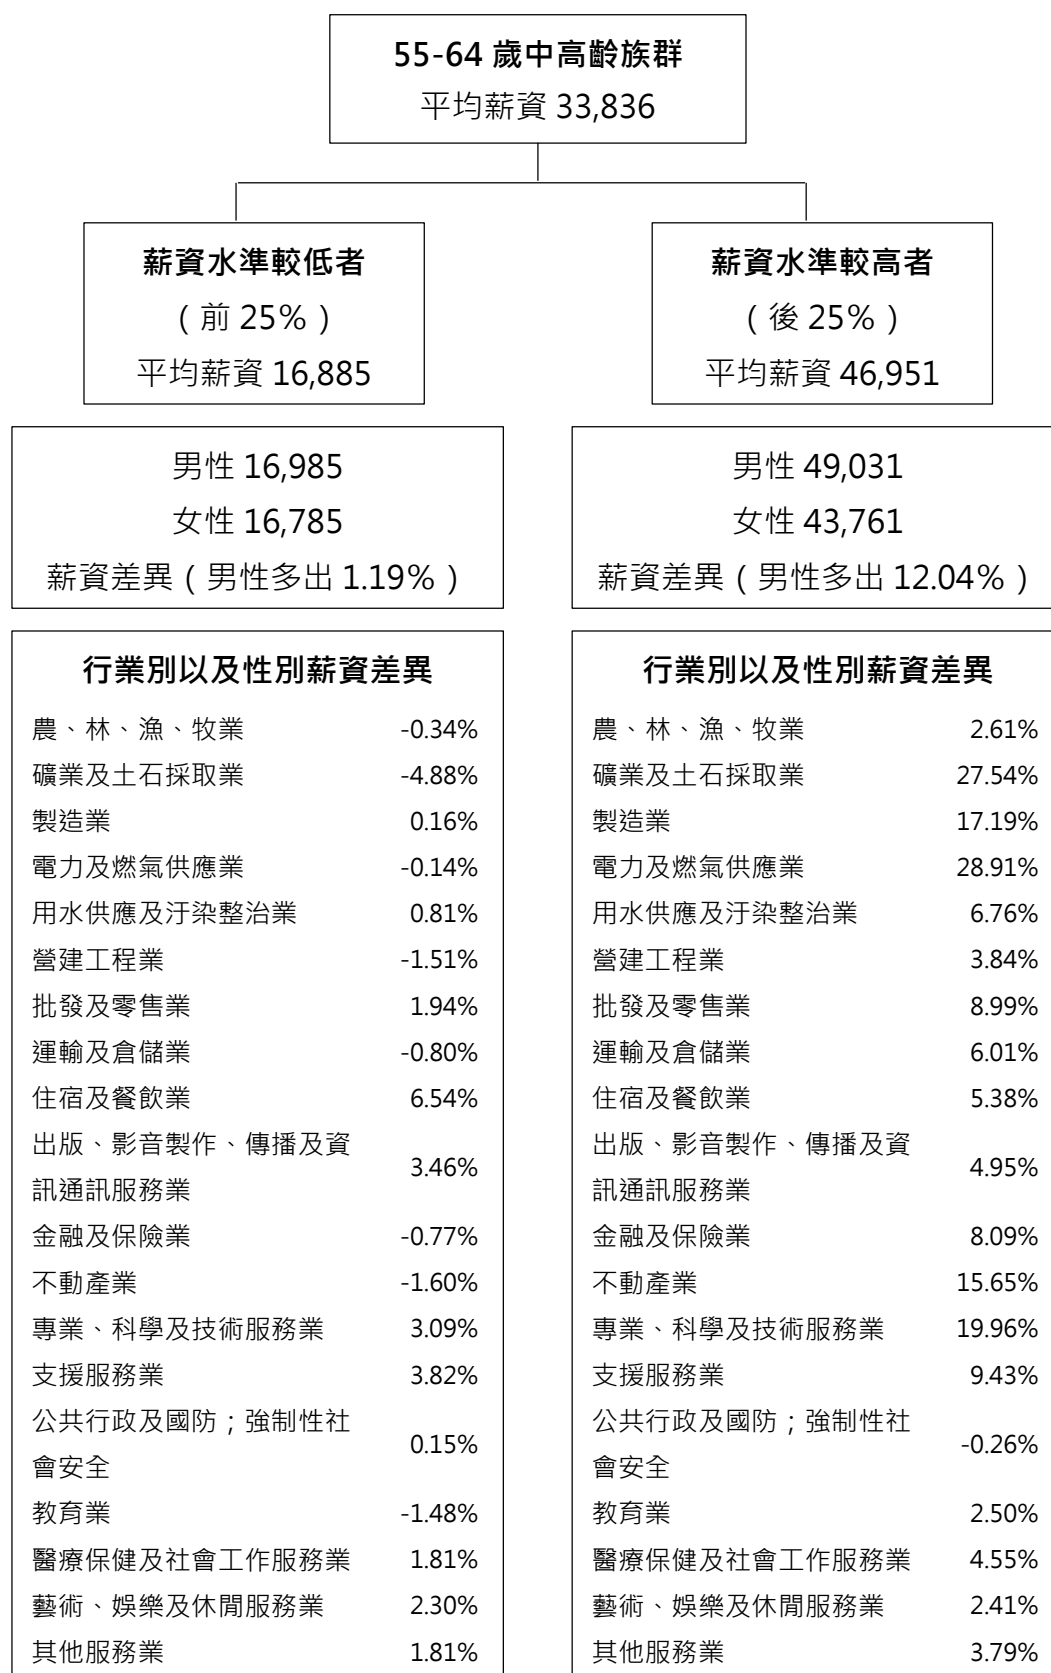 55-64 歲中高齡族群
平均薪資 33,836
薪資水準較低者
（前 25%）
平均薪資 16,885
薪資水準較高者
（後 25%）
平均薪資 46,951
男性 16,985
女性 16,785
薪資差異（男性多出 1.19%）
男性 49,031
女性 43,761
薪資差異（男性多出 12.04%）
行業別以及性別薪資差異
農、林、漁、牧業 -0.34%
礦業及土石採取業 -4.88%
製造業 0.16%
電力及燃氣供應業 -0.14%
用水供應及汙染整治業 0.81%
營建工程業 -1.51%
批發及零售業 1.94%
運輸及倉儲業 -0.80%
住宿及餐飲業 6.54%
出版、影音製作、傳播及資
訊通訊服務業 3.46%
金融及保險業 -0.77%
不動產業 -1.60%
專業、科學及技術服務業 3.09%
支援服務業 3.82%
公共行政及國防；強制性社
會安全 0.15%
教育業 -1.48%
醫療保健及社會工作服務業 1.81%
藝術、娛樂及休閒服務業 2.30%
其他服務業 1.81%
行業別以及性別薪資差異
農、林、漁、牧業 2.61%
礦業及土石採取業 27.54%
製造業 17.19%
電力及燃氣供應業 28.91%
用水供應及汙染整治業 6.76%
營建工程業 3.84%
批發及零售業 8.99%
運輸及倉儲業 6.01%
住宿及餐飲業 5.38%
出版、影音製作、傳播及資
訊通訊服務業 4.95%
金融及保險業 8.09%
不動產業 15.65%
專業、科學及技術服務業 19.96%
支援服務業 9.43%
公共行政及國防；強制性社
會安全 -0.26%
教育業 2.50%
醫療保健及社會工作服務業 4.55%
藝術、娛樂及休閒服務業 2.41%
其他服務業 3.79%